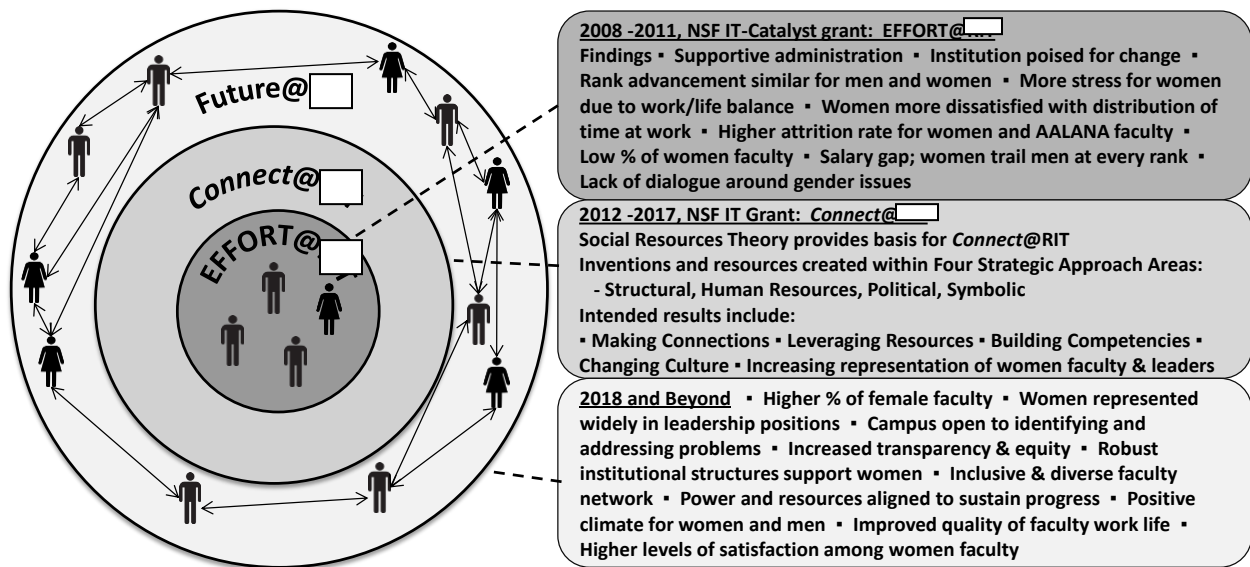 Future@
Connect@
EFFORT@
2008 -2011, NSF IT-Catalyst grant:  EFFORT@
Findings ▪ Supportive administration ▪ Institution poised for change ▪
Rank advancement similar for men and women ▪ More stress for women
due to work/life balance ▪ Women more dissatisfied with distribution of
time at work ▪ Higher attrition rate for women and AALANA faculty ▪
Low % of women faculty ▪ Salary gap; women trail men at every rank ▪
Lack of dialogue around gender issues
2012 -2017, NSF IT Grant:  Connect@
Social Resources Theory provides basis for Connect@RIT
Inventions and resources created within Four Strategic Approach Areas:
- Structural, Human Resources, Political, Symbolic
Intended results include:
▪ Making Connections ▪ Leveraging Resources ▪ Building Competencies ▪
Changing Culture ▪ Increasing representation of women faculty & leaders
2018 and Beyond ▪ Higher % of female faculty ▪ Women represented
widely in leadership positions ▪ Campus open to identifying and
addressing problems ▪ Increased transparency & equity ▪ Robust
institutional structures support women ▪ Inclusive & diverse faculty
network ▪ Power and resources aligned to sustain progress ▪ Positive
climate for women and men ▪ Improved quality of faculty work life ▪
Higher levels of satisfaction among women faculty